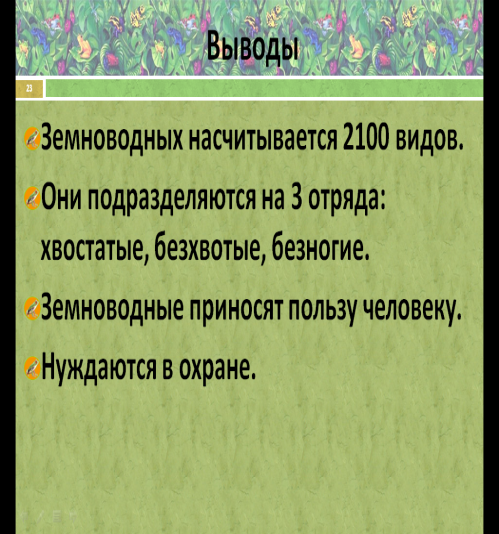 Выводы
23
Земноводных насчитывается 2100 видов.
Они подразделяются на 3 отряда:
хвостатые, безхвотые, безногие.
Земноводные приносят пользу человеку.
Нуждаются в охране.